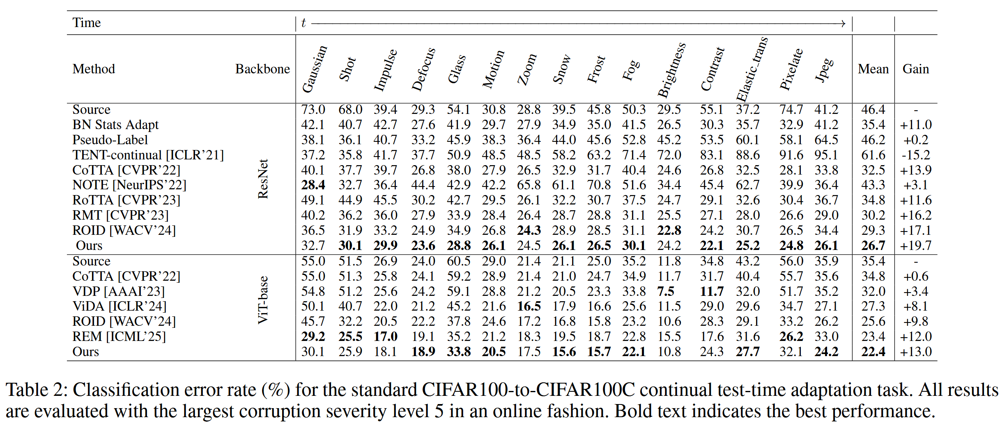 Time t
Method Backbone Gaussian Shot Impulse Defocus Glass Motion Zoom Snow Frost Fog Brightness Contrast Elastic_trans Pixelate Jpeg Mean Gain
Source 73.0 68.0 39.4 29.3 54.1 30.8 28.8 39.5 45.8 50.3 29.5 55.1 37.2 74.7 41.2 46.4 -
BN Stats Adapt 42.1 40.7 42.7 27.6 41.9 29.7 27.9 34.9 35.0 41.5 26.5 30.3 35.7 32.9 41.2 35.4 +11.0
Pseudo-Label 38.1 36.1 40.7 33.2 45.9 38.3 36.4 44.0 45.6 52.8 45.2 53.5 60.1 58.1 64.5 46.2 +0.2
TENT-continual [ICLR’21] 37.2 35.8 41.7 37.7 50.9 48.5 48.5 58.2 63.2 71.4 72.0 83.1 88.6 91.6 95.1 61.6 -15.2
CoTTA [CVPR’22] 40.1 37.7 39.7 26.8 38.0 27.9 26.5 32.9 31.7 40.4 24.6 26.8 32.5 28.1 33.8 32.5 +13.9
ResNet
NOTE [NeurIPS’22] 28.4 32.7 36.4 44.4 42.9 42.2 65.8 61.1 70.8 51.6 34.4 45.4 62.7 39.9 36.4 43.3 +3.1
RoTTA [CVPR’23] 49.1 44.9 45.5 30.2 42.7 29.5 26.1 32.2 30.7 37.5 24.7 29.1 32.6 30.4 36.7 34.8 +11.6
RMT [CVPR’23] 40.2 36.2 36.0 27.9 33.9 28.4 26.4 28.7 28.8 31.1 25.5 27.1 28.0 26.6 29.0 30.2 +16.2
ROID [WACV’24] 36.5 31.9 33.2 24.9 34.9 26.8 24.3 28.9 28.5 31.1 22.8 24.2 30.7 26.5 34.4 29.3 +17.1
Ours 32.7 30.1 29.9 23.6 28.8 26.1 24.5 26.1 26.5 30.1 24.2 22.1 25.2 24.8 26.1 26.7 +19.7
Source 55.0 51.5 26.9 24.0 60.5 29.0 21.4 21.1 25.0 35.2 11.8 34.8 43.2 56.0 35.9 35.4 -
CoTTA [CVPR’22] 55.0 51.3 25.8 24.1 59.2 28.9 21.4 21.0 24.7 34.9 11.7 31.7 40.4 55.7 35.6 34.8 +0.6
VDP [AAAI’23] 54.8 51.2 25.6 24.2 59.1 28.8 21.2 20.5 23.3 33.8 7.5 11.7 32.0 51.7 35.2 32.0 +3.4
ViT-base
ViDA [ICLR’24] 50.1 40.7 22.0 21.2 45.2 21.6 16.5 17.9 16.6 25.6 11.5 29.0 29.6 34.7 27.1 27.3 +8.1
ROID [WACV’24] 45.7 32.2 20.5 22.2 37.8 24.6 17.2 16.8 15.8 23.2 10.6 28.3 29.1 33.2 26.2 25.6 +9.8
REM [ICML’25] 29.2 25.5 17.0 19.1 35.2 21.2 18.3 19.5 18.7 22.8 15.5 17.6 31.6 26.2 33.0 23.4 +12.0
Ours 30.1 25.9 18.1 18.9 33.8 20.5 17.5 15.6 15.7 22.1 10.8 24.3 27.7 32.1 24.2 22.4 +13.0
Table 2: Classification error rate (%) for the standard CIFAR100-to-CIFAR100C continual test-time adaptation task. All results
are evaluated with the largest corruption severity level 5 in an online fashion. Bold text indicates the best performance.